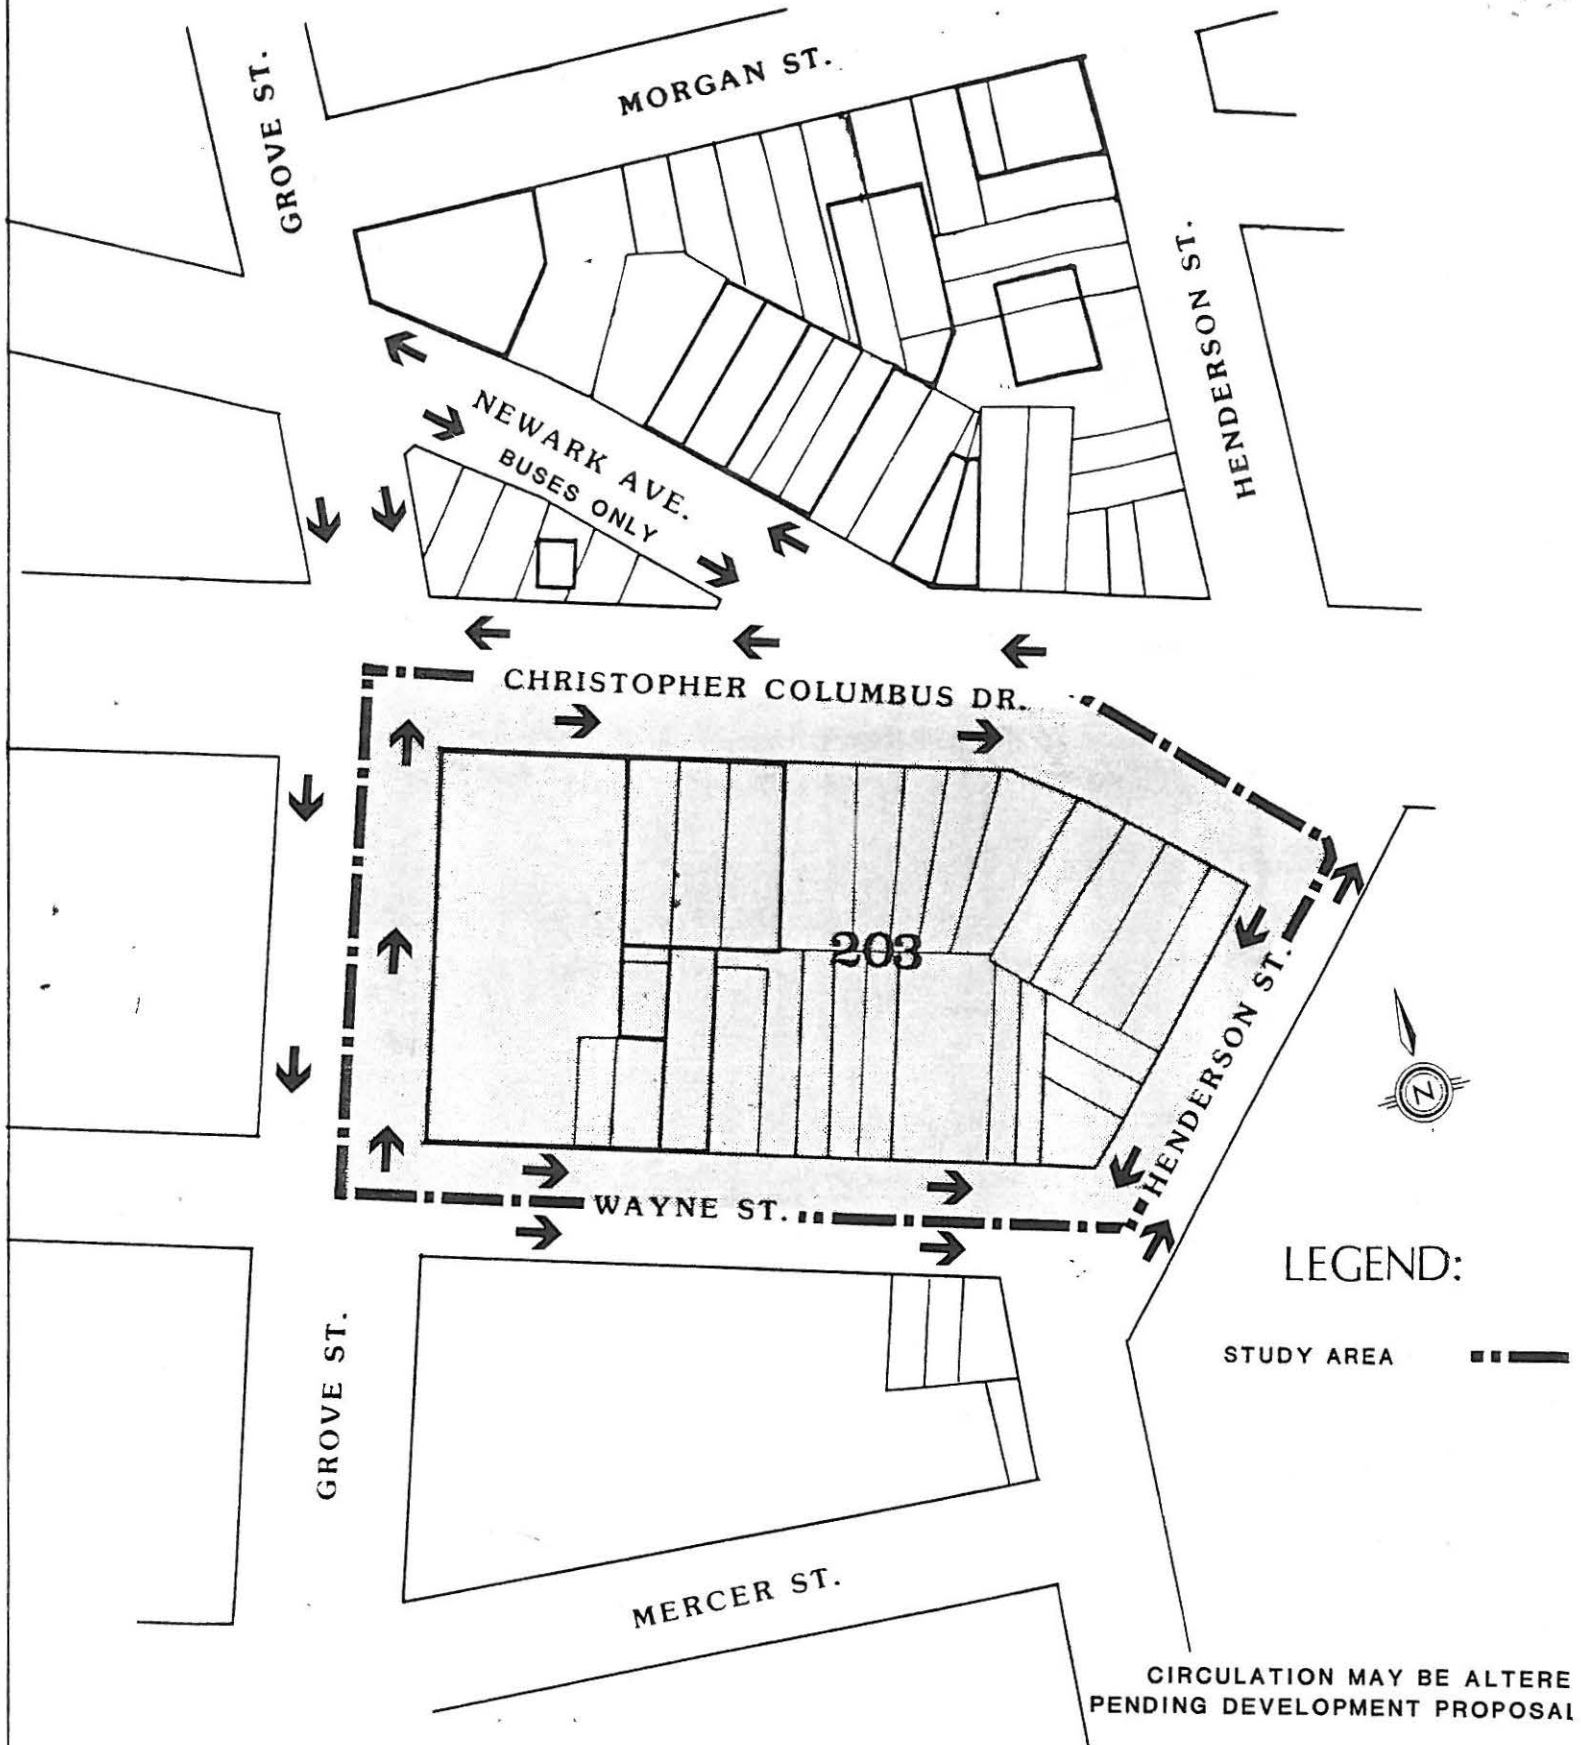 GROVE ST.
MORGAN ST.
HENDERSON ST.
NEWARK AVE.
BUSES ONLY
CHRISTOPHER COLUMBUS DR.
203
HENDERSON ST.
N
WAYNE ST.
LEGEND:
STUDY AREA
GROVE ST.
MERCER ST.
CIRCULATION MAY BE ALTERE
PENDING DEVELOPMENT PROPOSAL